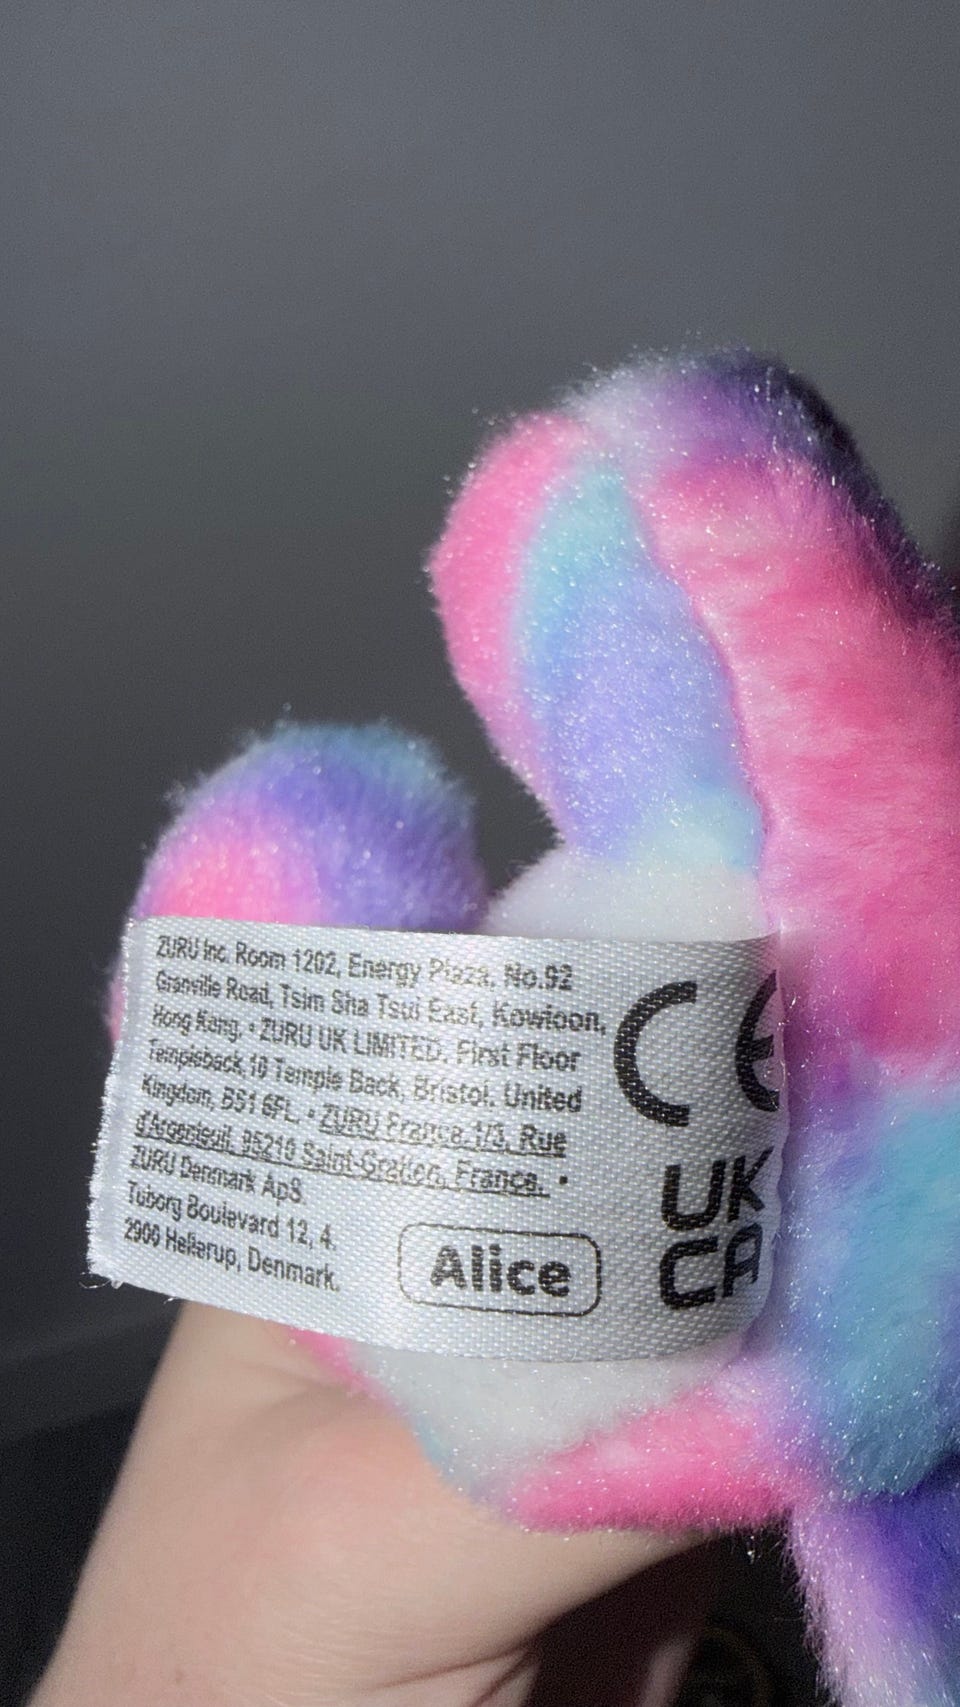 ZURU Inc. Room 1202, Energy Plaza, No.92
Granville Road, Tsim Sha Tsui East, Kowloon,
Hong Kong. • ZURU UK LIMITED. First Floor
Templeback,10 Temple Back, Bristol. United
Kingdom, BS1 6FL. • ZURU France.1/3, Rue
d'Argenteuil, 95210 Saint-Gratien, France. •
ZURU Denmark ApS
Tuborg Boulevard 12, 4.
2900 Hellerup, Denmark.
Alice
CE
UK
CA